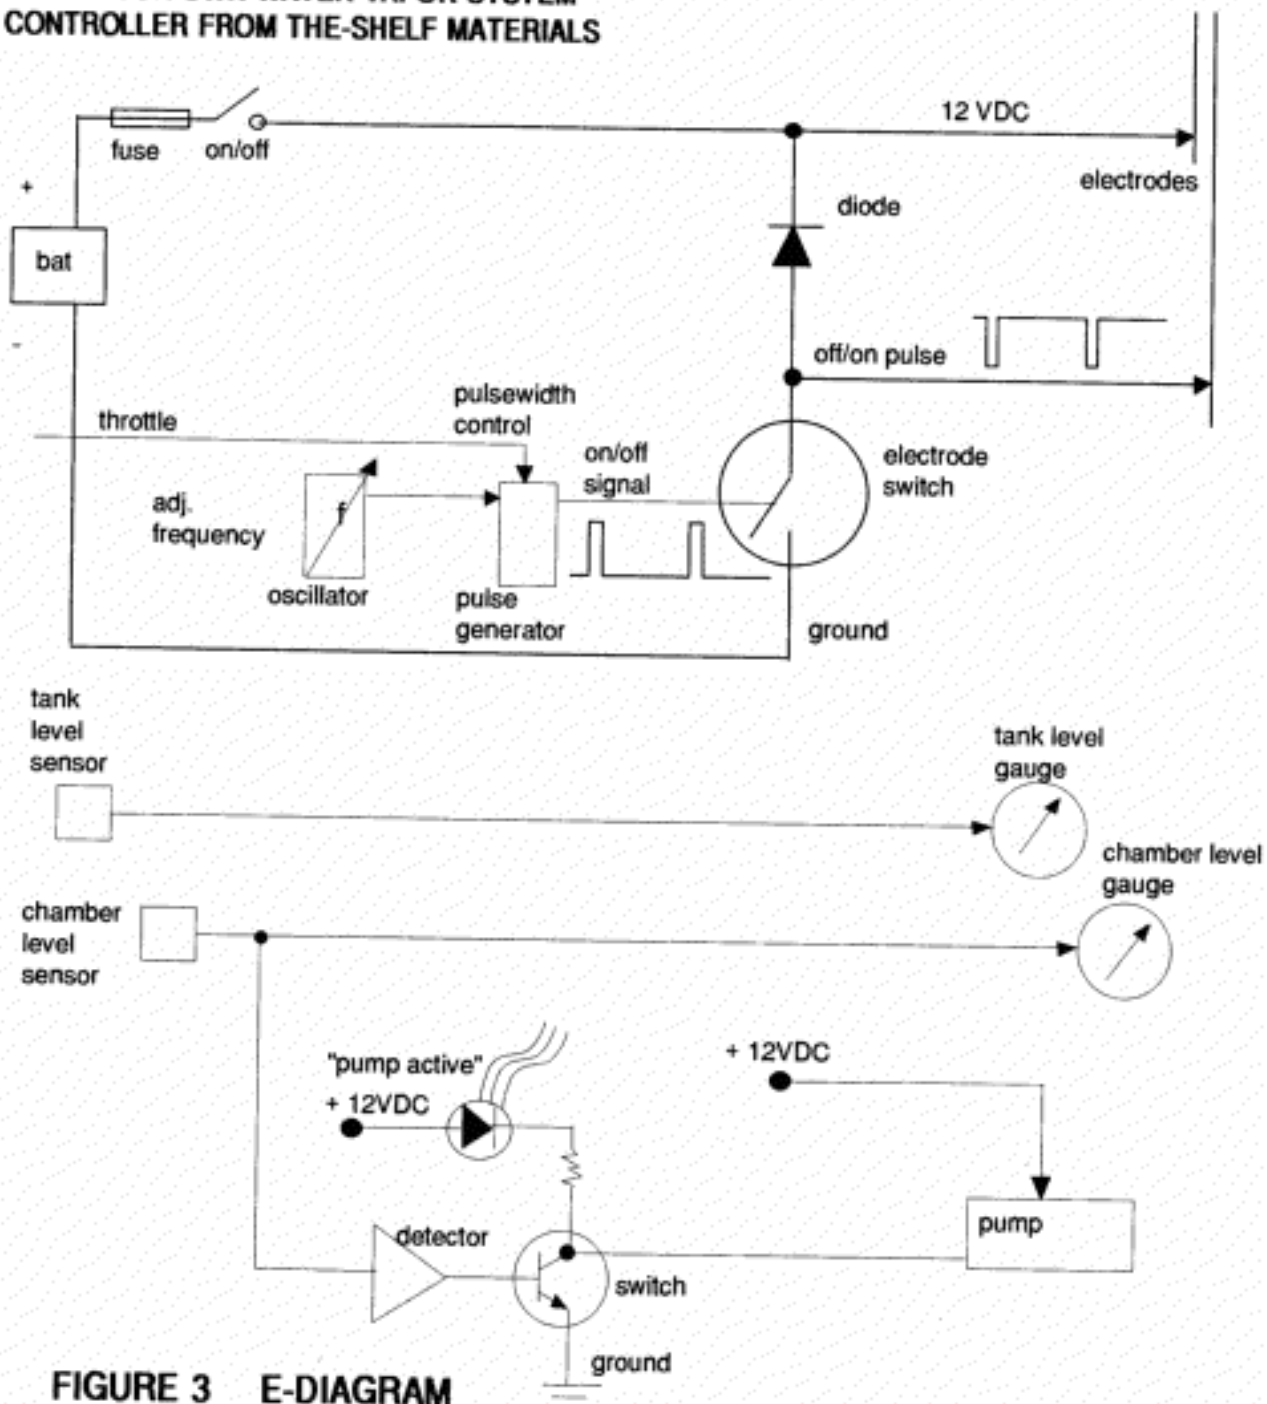 CONTROLLER FROM THE-SHELF MATERIALS
12 VDC
fuse
on/off
electrodes
+
diode
bat
-
off/on pulse
pulsewidth
control
throttle
on/off
signal
electrode
switch
adj.
frequency
f
oscillator
pulse
generator
ground
tank
level
sensor
tank level
gauge
chamber level
gauge
chamber
level
sensor
"pump active"
+ 12VDC
+ 12VDC
pump
detector
switch
ground
FIGURE 3 E-DIAGRAM